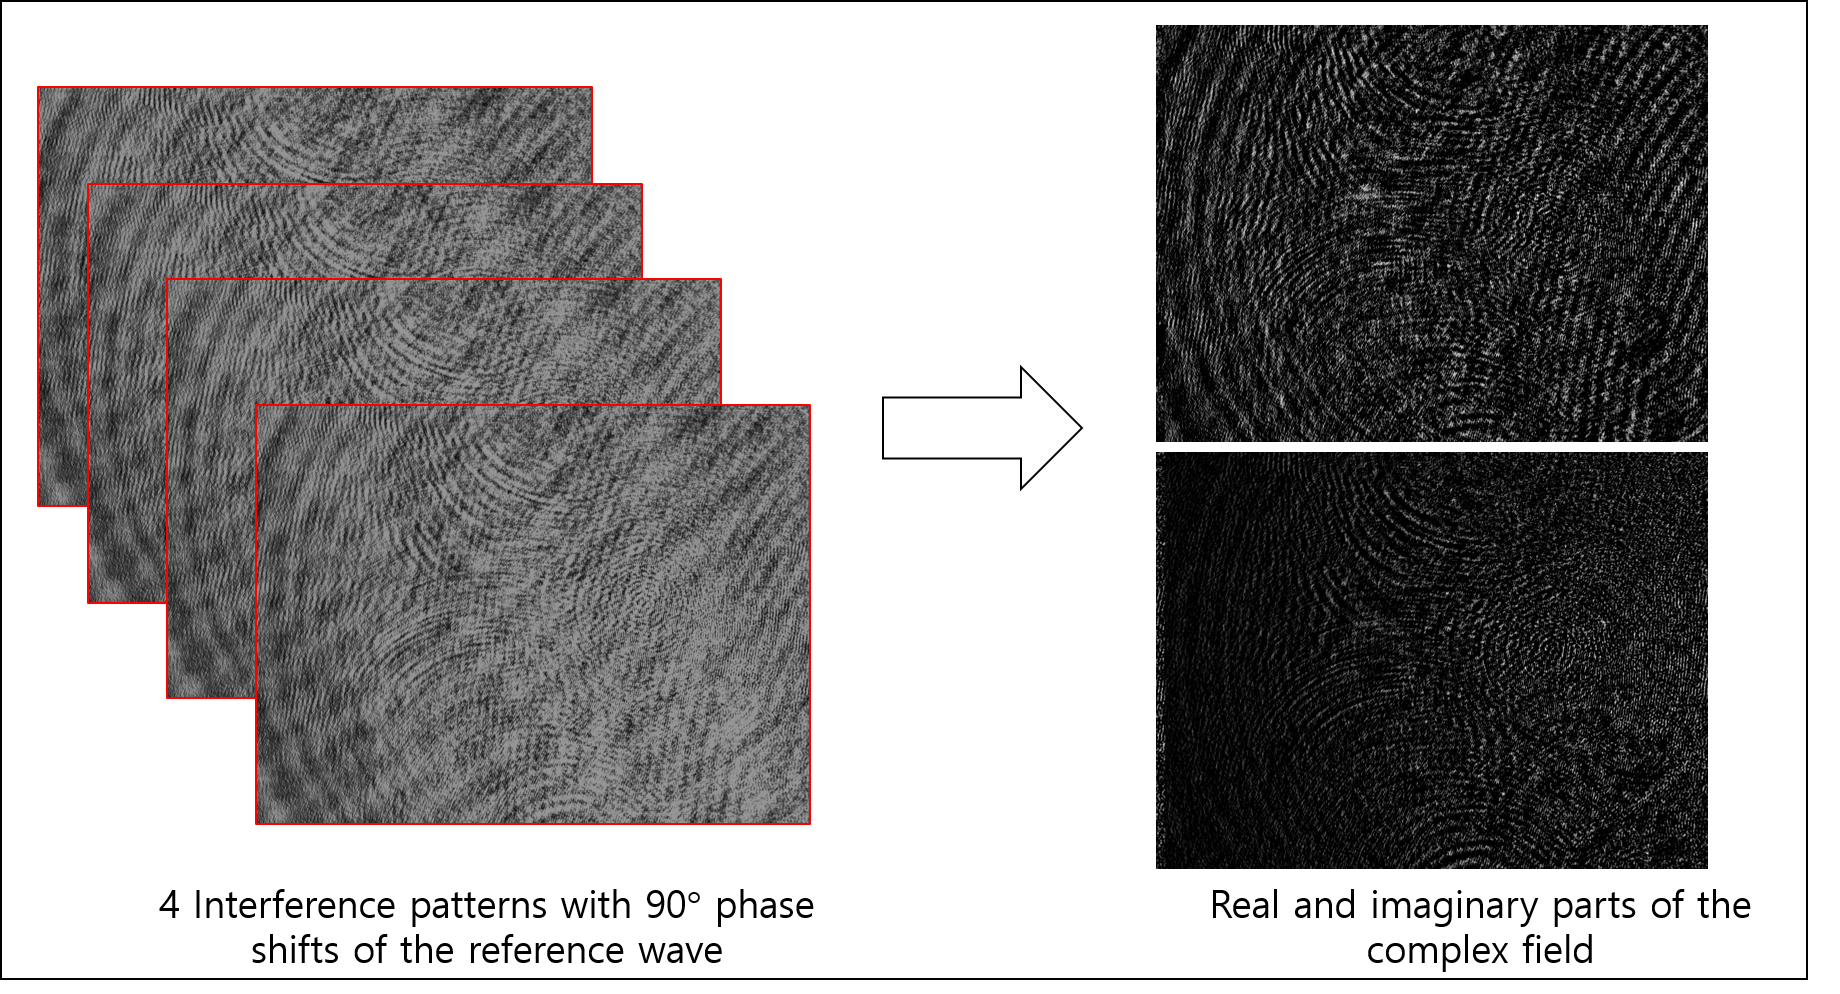 4 Interference patterns with 90° phase
shifts of the reference wave
Real and imaginary parts of the
complex field